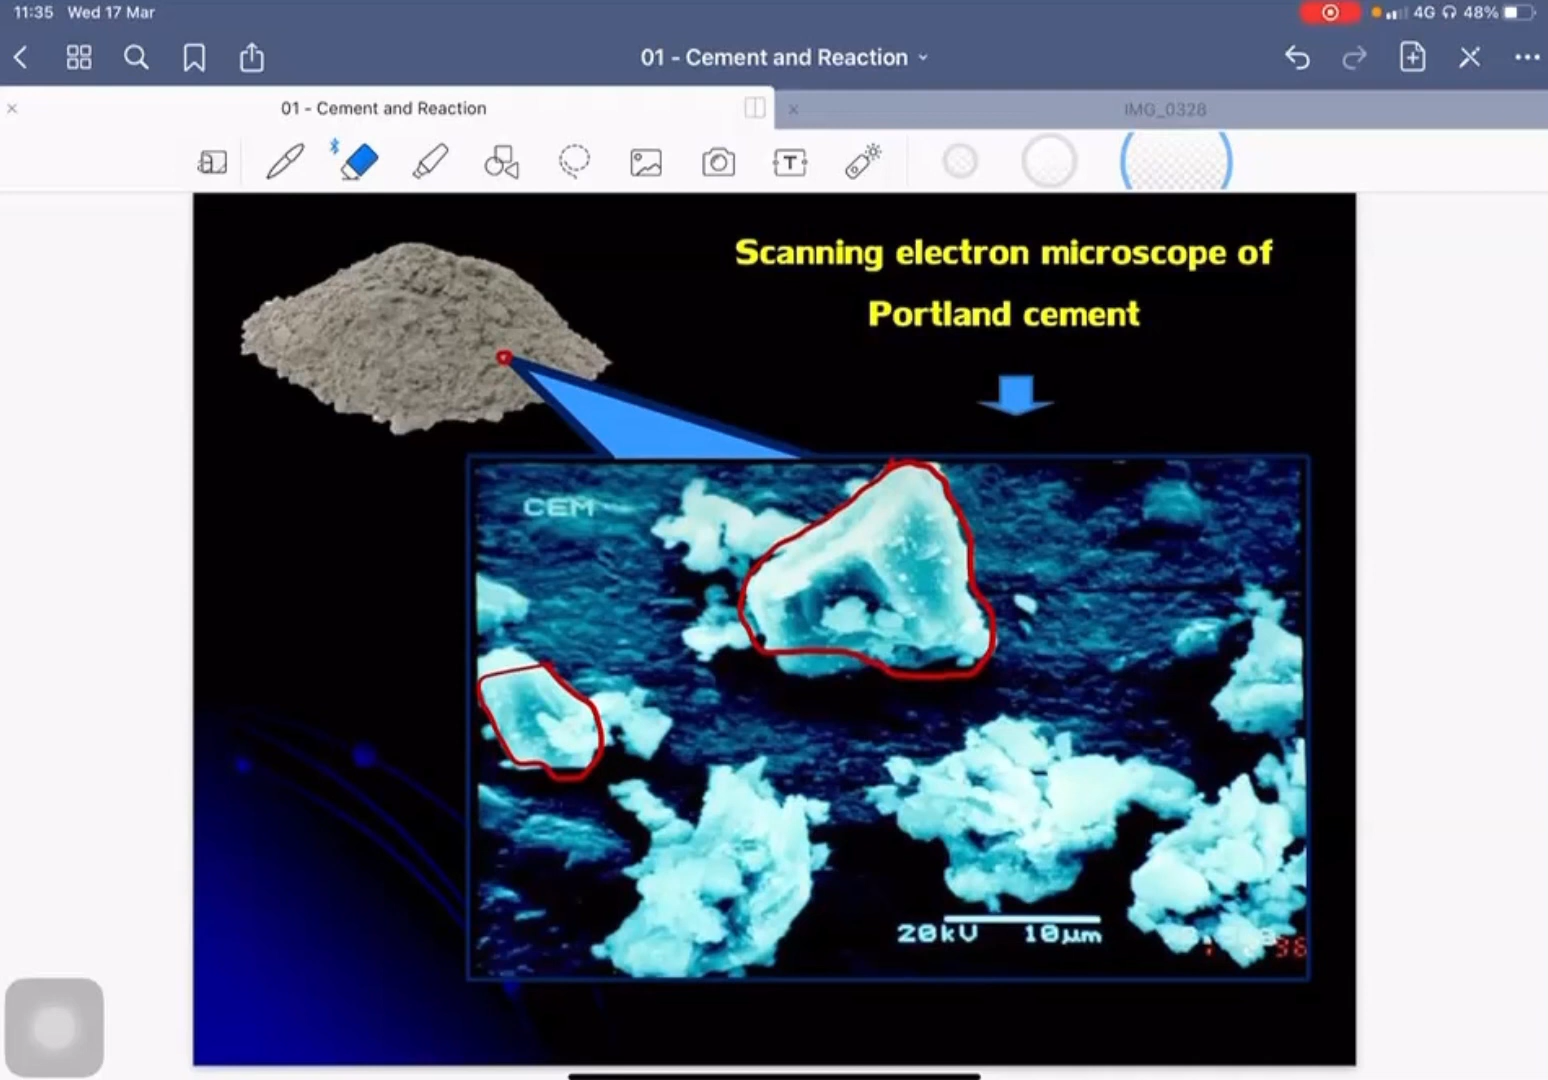 11:35 Wed 17 Mar
4G 48%
01 - Cement and Reaction
01 - Cement and Reaction
IMG_0328
T
Scanning electron microscope of
Portland cement
CEM
20kV 10µm